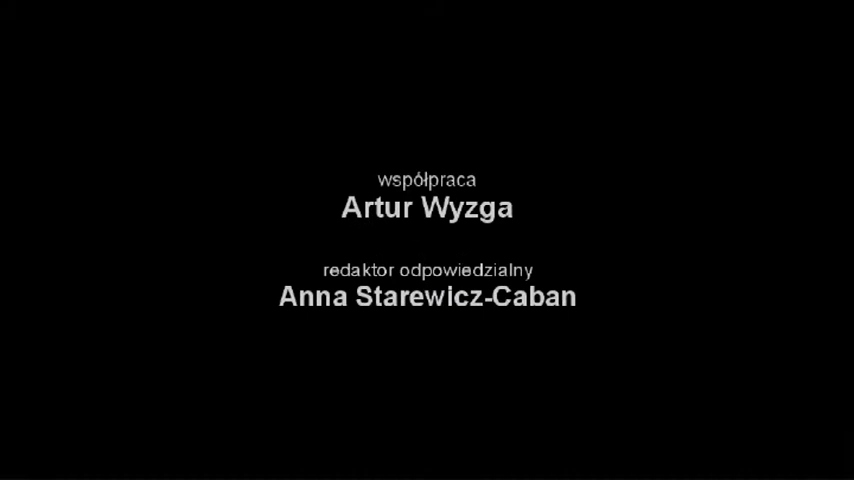 współpraca
Artur Wyzga
redaktor odpowiedzialny
Anna Starewicz-Caban